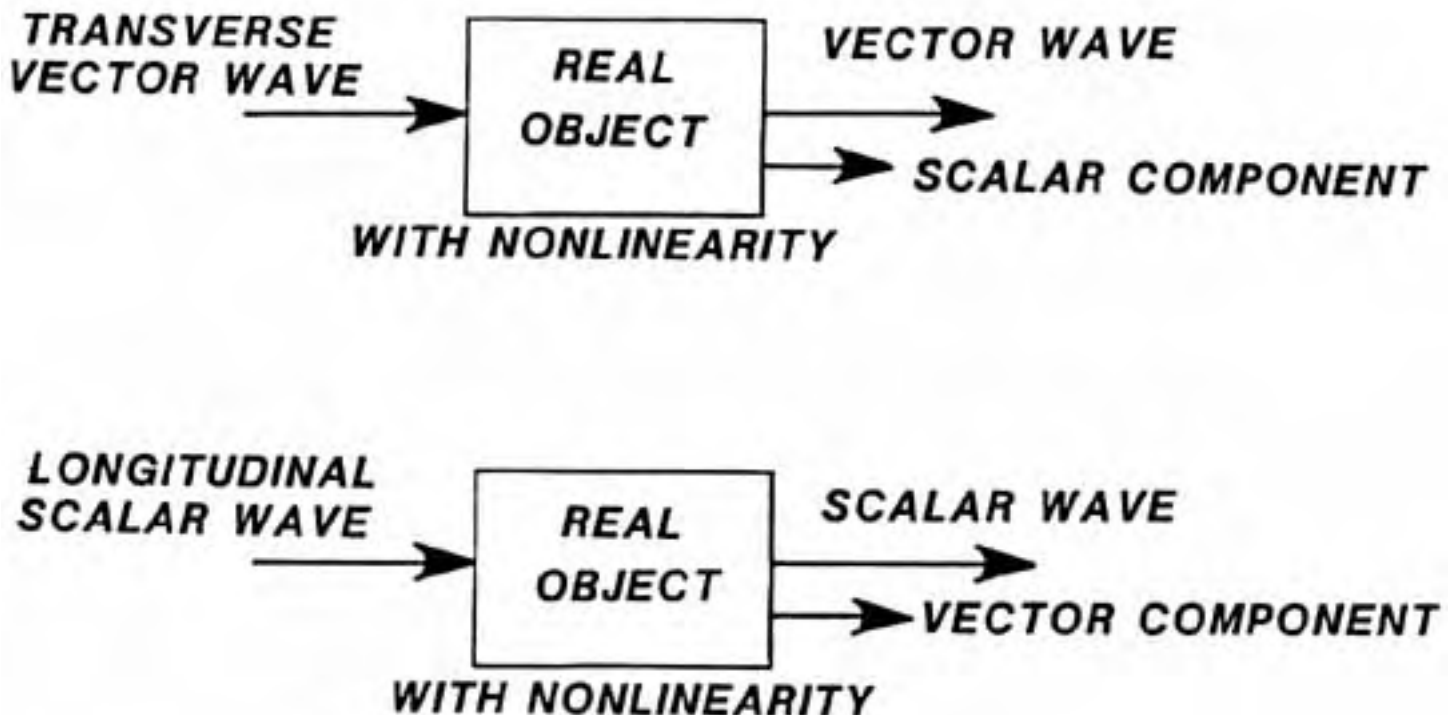 TRANSVERSE
VECTOR WAVE
REAL
OBJECT
VECTOR WAVE
SCALAR COMPONENT
WITH NONLINEARITY
LONGITUDINAL
SCALAR WAVE
REAL
OBJECT
SCALAR WAVE
VECTOR COMPONENT
WITH NONLINEARITY